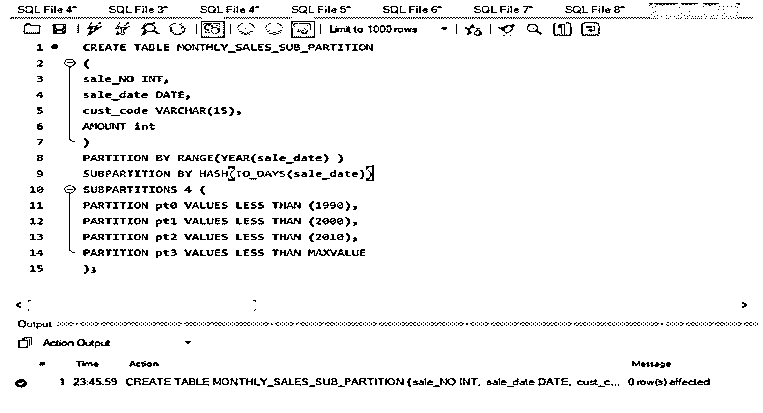 SQL File 4* SQL File 3* SQL File 4* SQL File 5* SQL File 6* SQL File 7* SQL File 8*
Limit to 1000 rows
1 CREATE TABLE MONTHLY_SALES_SUB_PARTITION
2 (
3 sale_NO INT,
4 sale_date DATE,
5 cust_code VARCHAR(15),
6 AMOUNT int
7 )
8 PARTITION BY RANGE(YEAR(sale_date) )
9 SUBPARTITION BY HASH(TO_DAYS(sale_date))
10 SUBPARTITIONS 4 (
11 PARTITION pt0 VALUES LESS THAN (1990),
12 PARTITION pt1 VALUES LESS THAN (2000),
13 PARTITION pt2 VALUES LESS THAN (2010),
14 PARTITION pt3 VALUES LESS THAN MAXVALUE
15 );
Output
Action Output
# Time Action Message
1 23:45:59 CREATE TABLE MONTHLY_SALES_SUB_PARTITION (sale_NO INT, sale_date DATE, cust_c... 0 row(s) affected